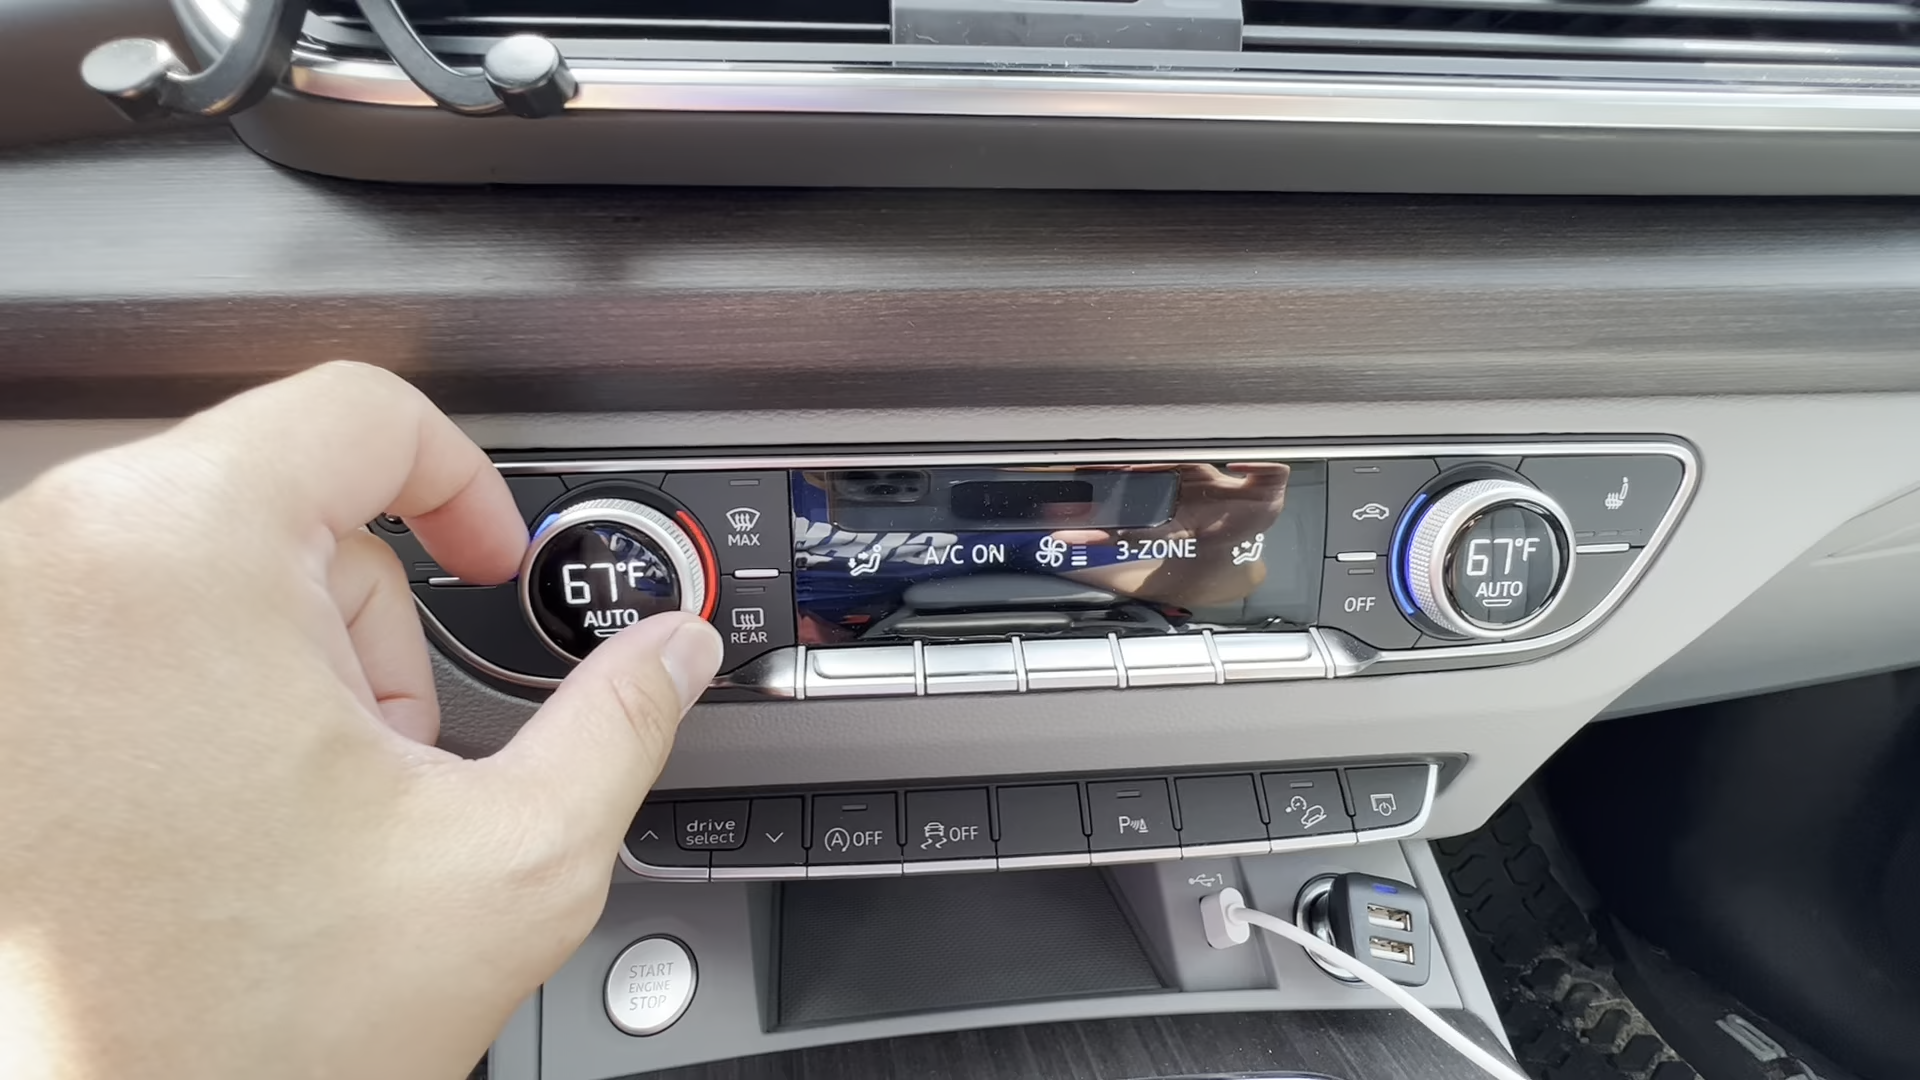 67°F
AUTO
MAX
REAR
A/C ON
3-ZONE
OFF
67°F
AUTO
drive
select
A OFF
OFF
P
1
START
ENGINE
STOP